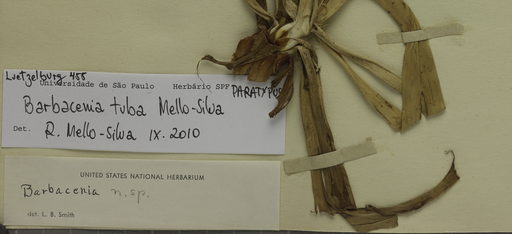 Luetzelburg 455
Universidade de São Paulo Herbário SPF PARATYPUS
Barbacenia tuba Mello-Silva
Det. R. Mello-Silva IX. 2010
UNITED STATES NATIONAL HERBARIUM
Barbacenia n. sp.
det. L. B. Smith